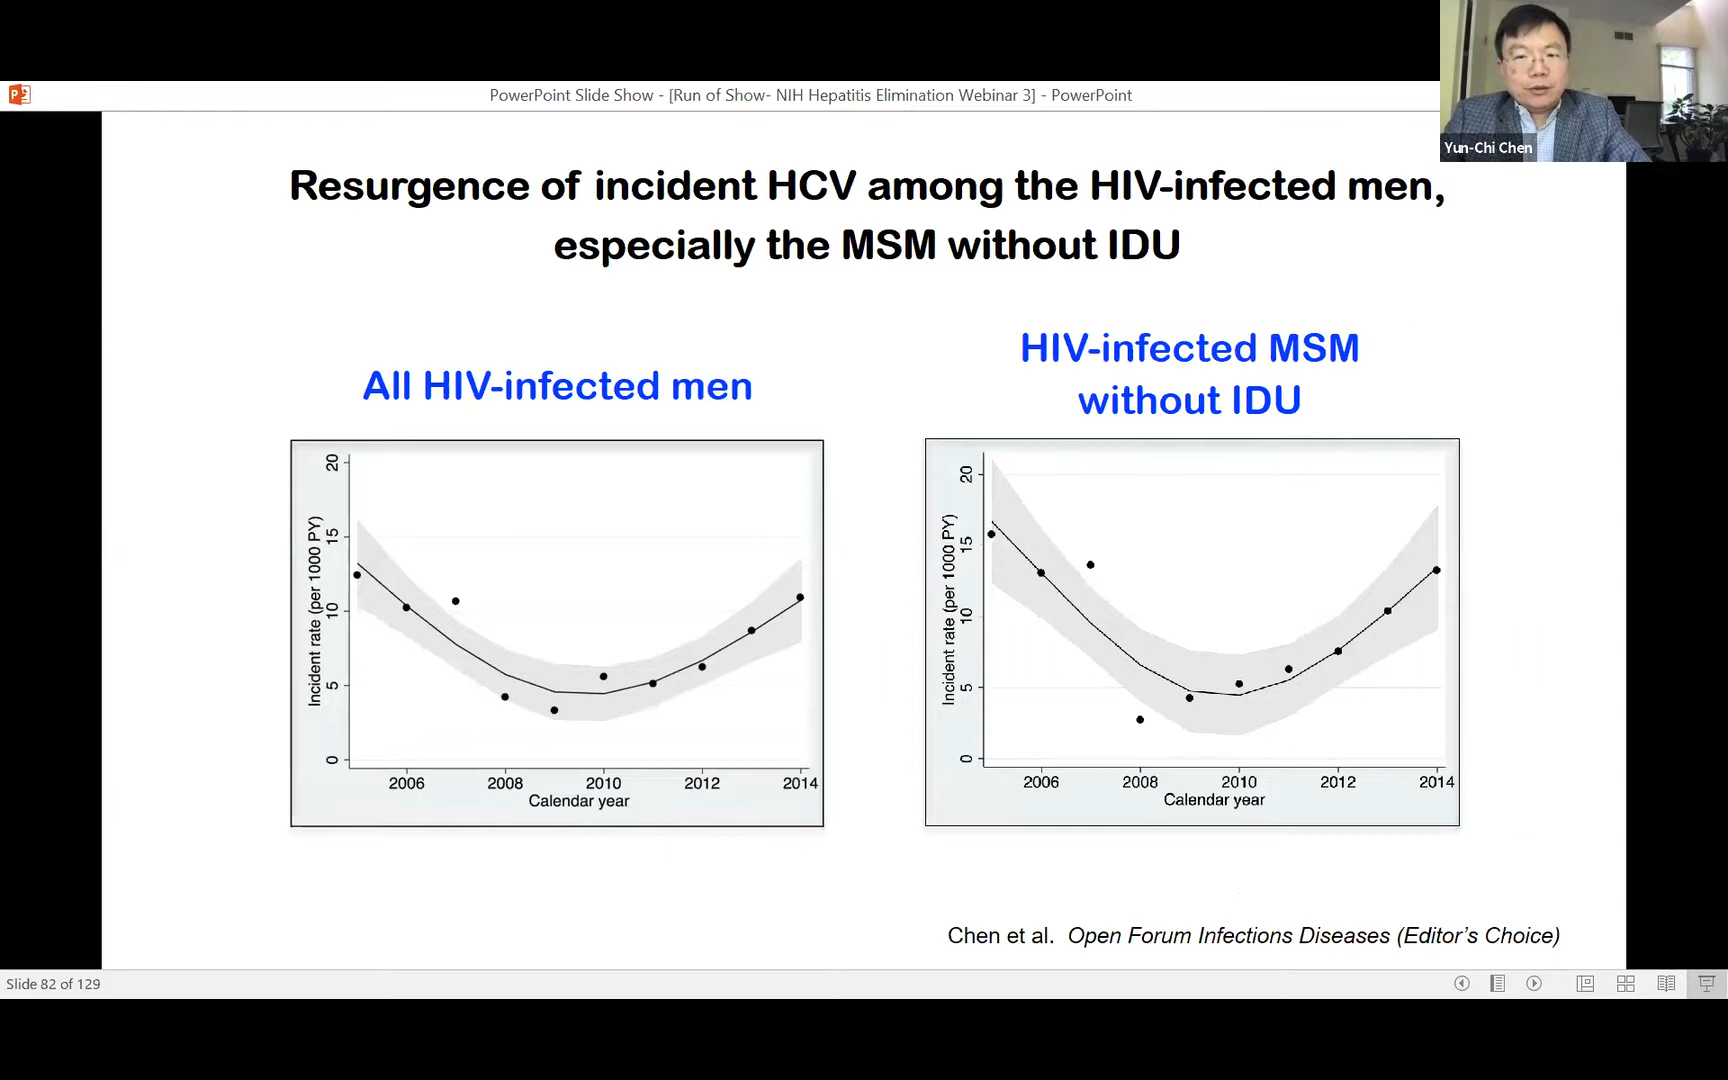 PowerPoint Slide Show - [Run of Show- NIH Hepatitis Elimination Webinar 3] - PowerPoint
Yun-Chi Chen
Resurgence of incident HCV among the HIV-infected men,
especially the MSM without IDU
All HIV-infected men
Incident rate (per 1000 PY)
20
15
10
5
0
2006 2008 2010 2012 2014
Calendar year
HIV-infected MSM
without IDU
Incident rate (per 1000 PY)
20
15
10
5
0
2006 2008 2010 2012 2014
Calendar year
Chen et al. Open Forum Infections Diseases (Editor's Choice)
Slide 82 of 129